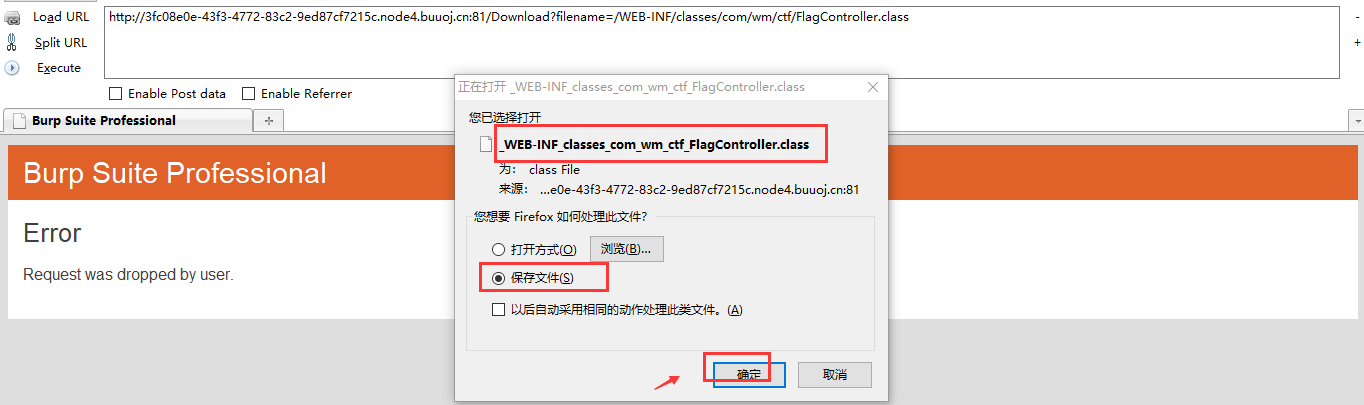 Load URL
http://3fc08e0e-43f3-4772-83c2-9ed87cf7215c.node4.buuoj.cn:81/Download?filename=/WEB-INF/classes/com/wm/ctf/FlagController.class
-
Split URL
+
Execute
Enable Post data
Enable Referrer
Burp Suite Professional
+
Burp Suite Professional
Error
Request was dropped by user.
正在打开 _WEB-INF_classes_com_wm_ctf_FlagController.class
您已选择打开
_WEB-INF_classes_com_wm_ctf_FlagController.class
为: class File
来源: ...e0e-43f3-4772-83c2-9ed87cf7215c.node4.buuoj.cn:81
您想要 Firefox 如何处理此文件?
打开方式(O)
浏览(B)...
保存文件(S)
以后自动采用相同的动作处理此类文件。(A)
确定
取消